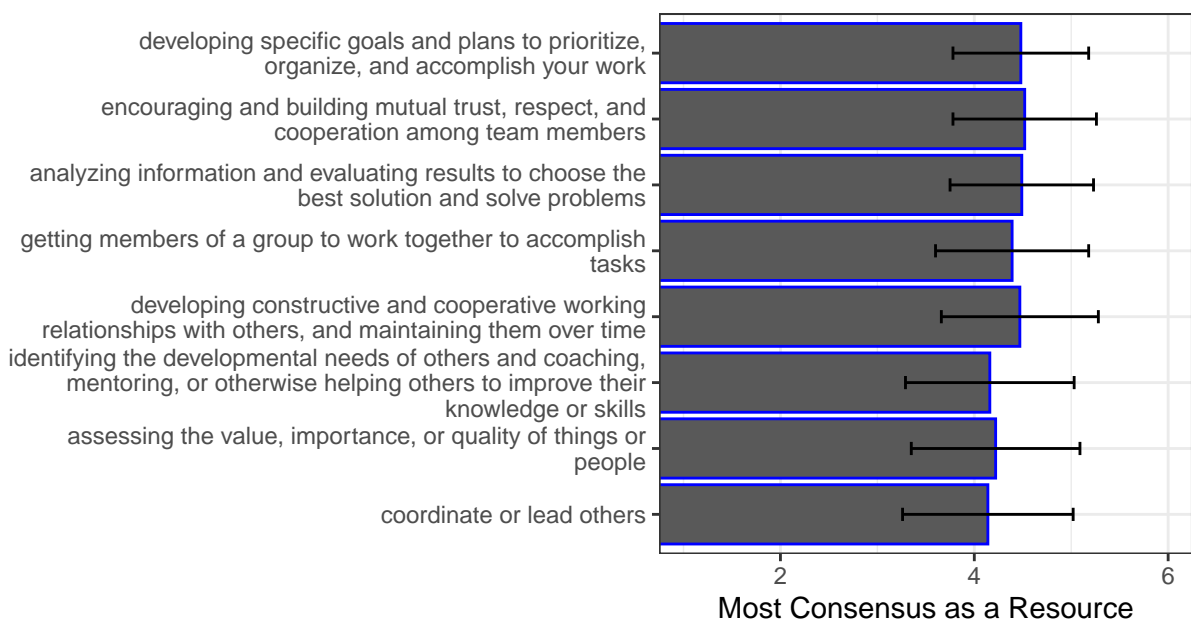 developing specific goals and plans to prioritize,
organize, and accomplish your work
encouraging and building mutual trust, respect, and
cooperation among team members
analyzing information and evaluating results to choose the
best solution and solve problems
getting members of a group to work together to accomplish
tasks
developing constructive and cooperative working
relationships with others, and maintaining them over time
identifying the developmental needs of others and coaching,
mentoring, or otherwise helping others to improve their
knowledge or skills
assessing the value, importance, or quality of things or
people
coordinate or lead others
2 4 6
Most Consensus as a Resource